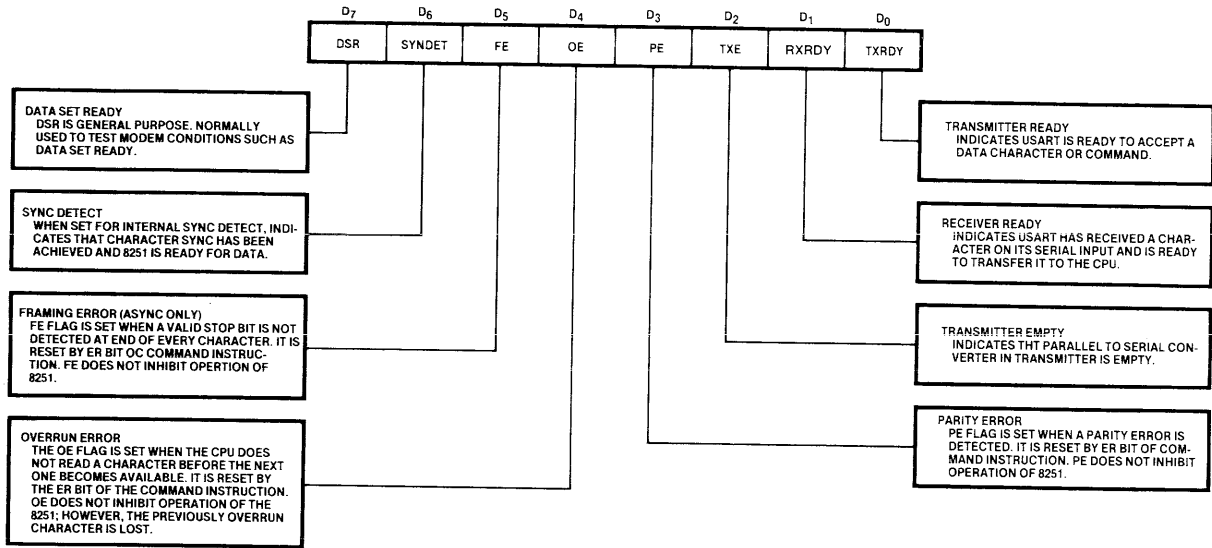 D7 D6 D5 D4 D3 D2 D1 D0
DSR SYNDET FE OE PE TXE RXRDY TXRDY
DATA SET READY
DSR IS GENERAL PURPOSE. NORMALLY
USED TO TEST MODEM CONDITIONS SUCH AS
DATA SET READY.
SYNC DETECT
WHEN SET FOR INTERNAL SYNC DETECT, INDI-
CATES THAT CHARACTER SYNC HAS BEEN
ACHIEVED AND 8251 IS READY FOR DATA.
FRAMING ERROR (ASYNC ONLY)
FE FLAG IS SET WHEN A VALID STOP BIT IS NOT
DETECTED AT END OF EVERY CHARACTER. IT IS
RESET BY ER BIT OC COMMAND INSTRUC-
TION. FE DOES NOT INHIBIT OPERTION OF
8251.
OVERRUN ERROR
THE OE FLAG IS SET WHEN THE CPU DOES
NOT READ A CHARACTER BEFORE THE NEXT
ONE BECOMES AVAILABLE. IT IS RESET BY
THE ER BIT OF THE COMMAND INSTRUCTION.
OE DOES NOT INHIBIT OPERATION OF THE
8251; HOWEVER, THE PREVIOUSLY OVERRUN
CHARACTER IS LOST.
TRANSMITTER READY
INDICATES USART IS READY TO ACCEPT A
DATA CHARACTER OR COMMAND.
RECEIVER READY
INDICATES USART HAS RECEIVED A CHAR-
ACTER ON ITS SERIAL INPUT AND IS READY
TO TRANSFER IT TO THE CPU.
TRANSMITTER EMPTY
INDICATES THT PARALLEL TO SERIAL CON-
VERTER IN TRANSMITTER IS EMPTY.
PARITY ERROR
PE FLAG IS SET WHEN A PARITY ERROR IS
DETECTED. IT IS RESET BY ER BIT OF COM-
MAND INSTRUCTION. PE DOES NOT INHIBIT
OPERATION OF 8251.